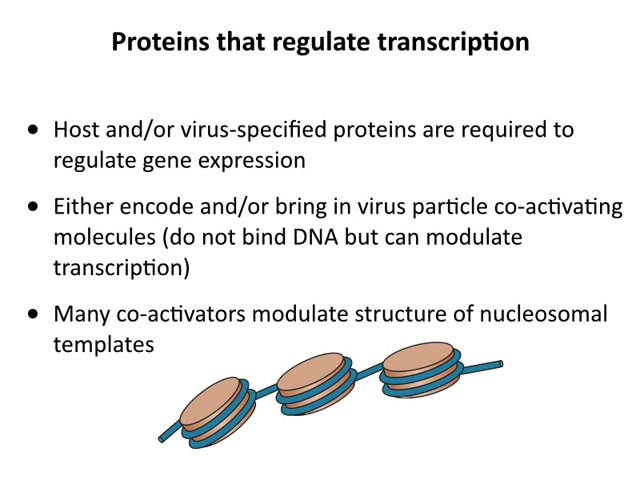 Proteins that regulate transcription
• Host and/or virus-specified proteins are required to
regulate gene expression
• Either encode and/or bring in virus particle co-activating
molecules (do not bind DNA but can modulate
transcription)
• Many co-activators modulate structure of nucleosomal
templates